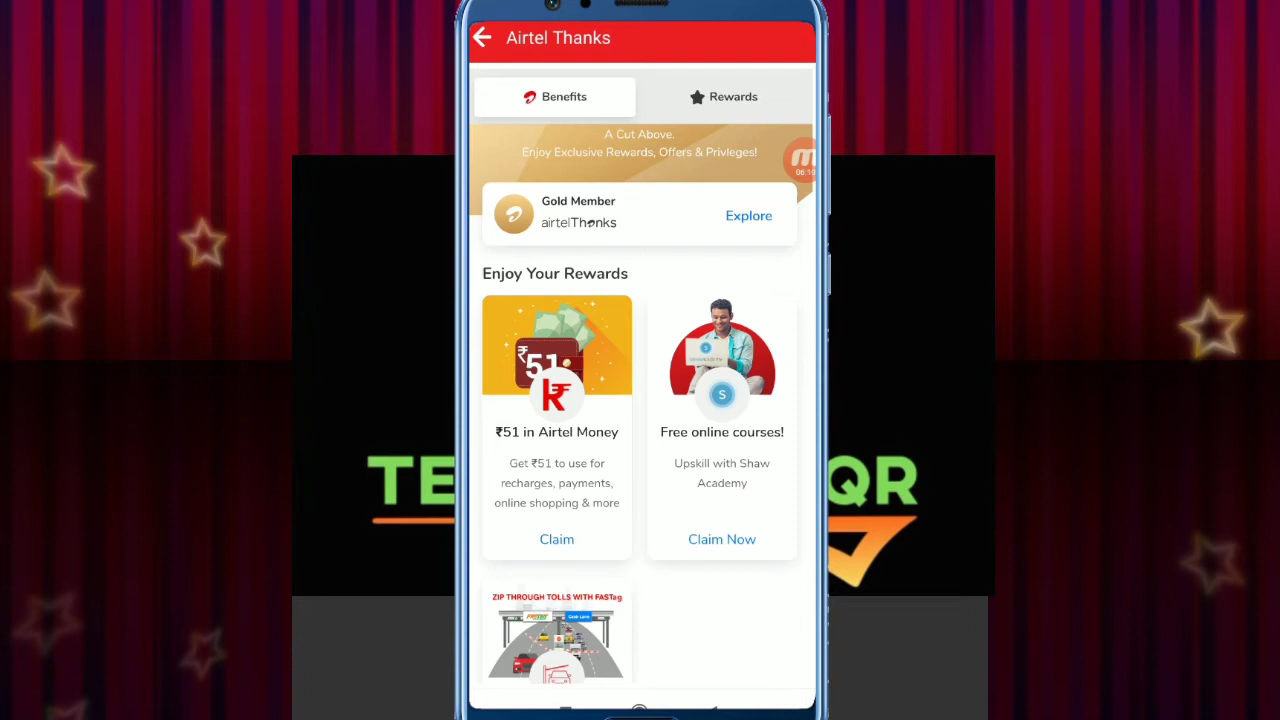 Airtel Thanks
Benefits
Rewards
A Cut Above.
Enjoy Exclusive Rewards, Offers & Privleges!
06:10
Gold Member
airtelThanks
Explore
Enjoy Your Rewards
₹51
₹51 in Airtel Money
Get ₹51 to use for
recharges, payments,
online shopping & more
Claim
S
Free online courses!
Upskill with Shaw
Academy
Claim Now
TE
QR
ZIP THROUGH TOLLS WITH FASTag